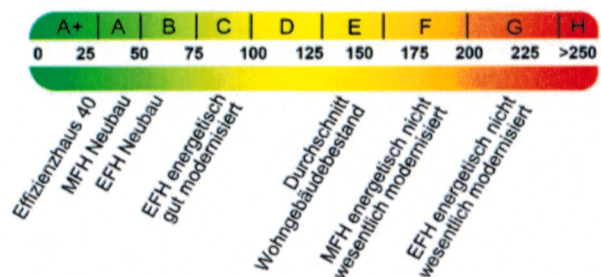 A+ A B C D E F G H
0 25 50 75 100 125 150 175 200 225 >250
Effizienzhaus 40
MFH Neubau
EFH Neubau
EFH energetisch
gut modernisiert
Durchschnitt
Wohngebäudebestand
MFH energetisch nicht
wesentlich modernisiert
EFH energetisch nicht
wesentlich modernisiert